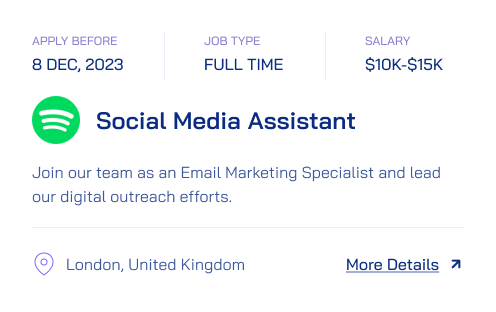 APPLY BEFORE
8 DEC, 2023
JOB TYPE
FULL TIME
SALARY
$10K-$15K
Social Media Assistant
Join our team as an Email Marketing Specialist and lead
our digital outreach efforts.
London, United Kingdom
More Details